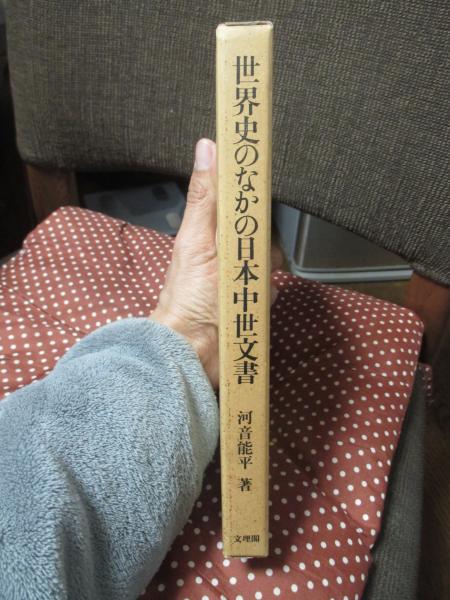 世界史のなかの日本中世文書
河音能平 著
文理閣